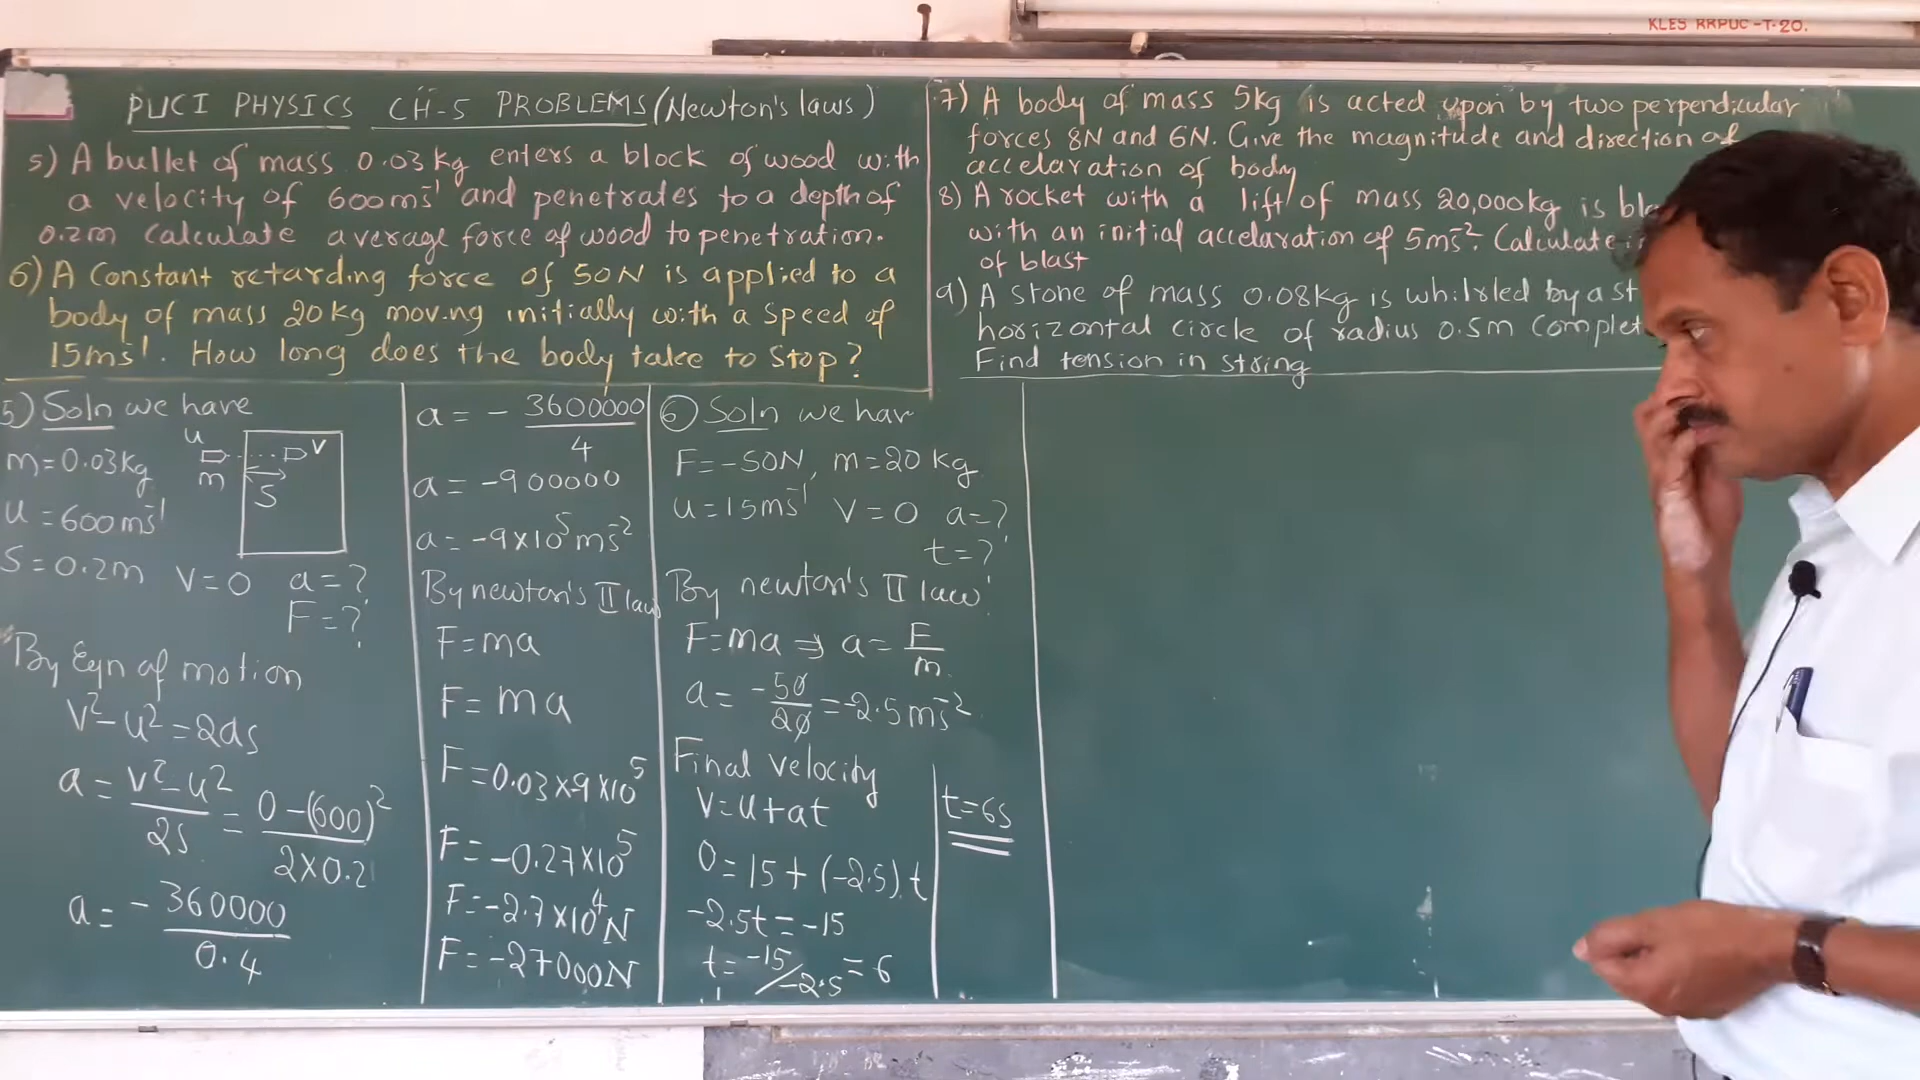 KLES RRPUC-T-20.
PUCI PHYSICS CH-5 PROBLEMS (Newton's laws)
5) A bullet of mass 0.03kg enters a block of wood with
a velocity of 600ms⁻¹ and penetrates to a depth of
0.2m Calculate average force of wood to penetration.
6) A Constant retarding force of 50N is applied to a
body of mass 20kg moving initially with a Speed of
15ms⁻¹. How long does the body take to Stop?
7) A body of mass 5kg is acted upon by two perpendicular
forces 8N and 6N. Give the magnitude and direction of
accelaration of body
8) A rocket with a lift of mass 20,000kg is
with an initial accelaration of 5ms⁻². Calculate
of blast
9) A stone of mass 0.08kg is whilrled by a
horizontal circle of radius 0.5m
Find tension in string
5) Soln we have
u
m
S
V
m=0.03kg
u=600ms⁻¹
S=0.2m V=0 a=?
F=?
By Eqn of motion
V²-u²=2as
a = V²-u²/2s = 0-(600)²/2×0.2
a = -360000/0.4
a = - 3600000/4
a = -900000
a = -9×10⁵ms⁻²
By newton's II law
F=ma
F= ma
F=0.03×9×10⁵
F=-0.27×10⁵
F=-2.7×10⁴N
F=-27000N
6 Soln we hav
F=-50N, m=20kg
u=15ms⁻¹ V=0 a=?
t=?
By newton's II law
F=ma ⇒ a=F/m
a= -50/20 =-2.5ms⁻²
Final velocity
V=u+at
0=15+(-2.5).t
-2.5t=-15
t=-15/-2.5=6
t=6s